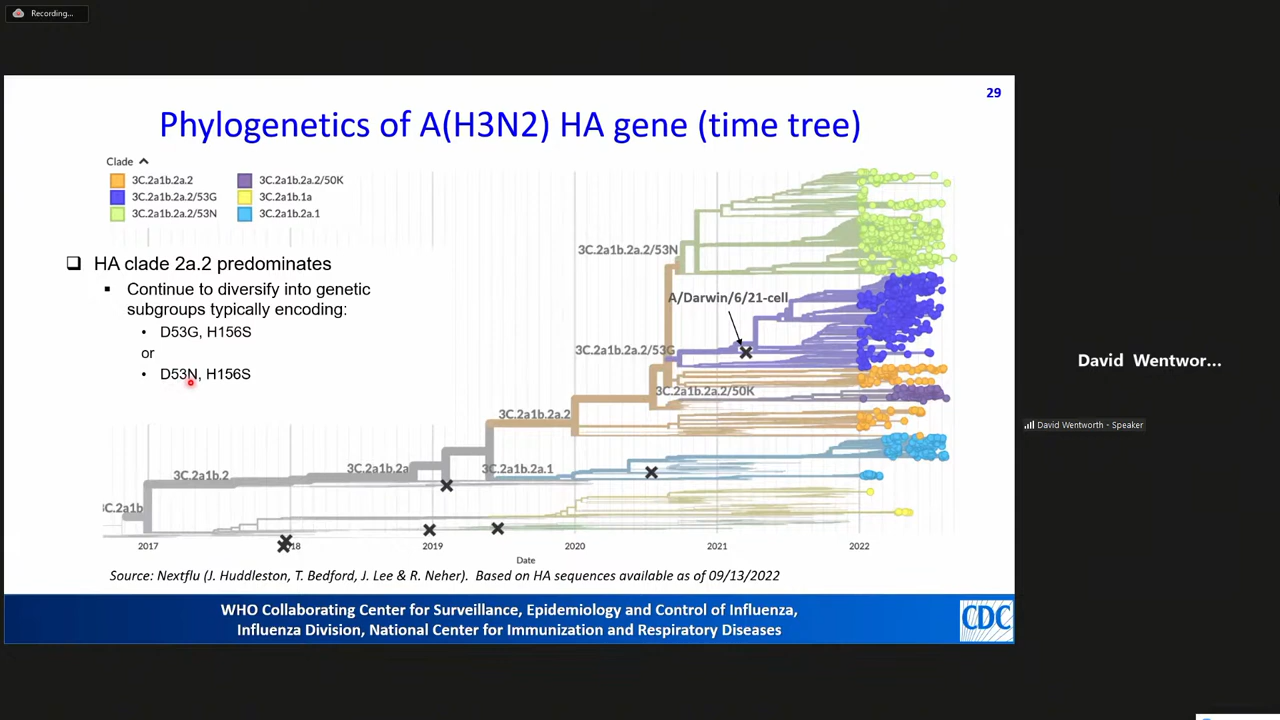 Recording...
29
Phylogenetics of A(H3N2) HA gene (time tree)
Clade
3C.2a1b.2a.2
3C.2a1b.2a.2/53G
3C.2a1b.2a.2/53N
3C.2a1b.2a.2/50K
3C.2a1b.1a
3C.2a1b.2a.1
HA clade 2a.2 predominates
Continue to diversify into genetic
subgroups typically encoding:
D53G, H156S
or
D53N, H156S
3C.2a1b.2a.2/53N
A/Darwin/6/21-cell
3C.2a1b.2a.2/53G
3C.2a1b.2a.2/50K
3C.2a1b.2a.2
3C.2a1b.2a.1
3C.2a1b.2a
3C.2a1b.2
3C.2a1b
2017
18
2019
2020
2021
2022
Date
Source: Nextflu (J. Huddleston, T. Bedford, J. Lee & R. Neher). Based on HA sequences available as of 09/13/2022
WHO Collaborating Center for Surveillance, Epidemiology and Control of Influenza,
Influenza Division, National Center for Immunization and Respiratory Diseases
CDC
David Wentwor...
David Wentworth - Speaker